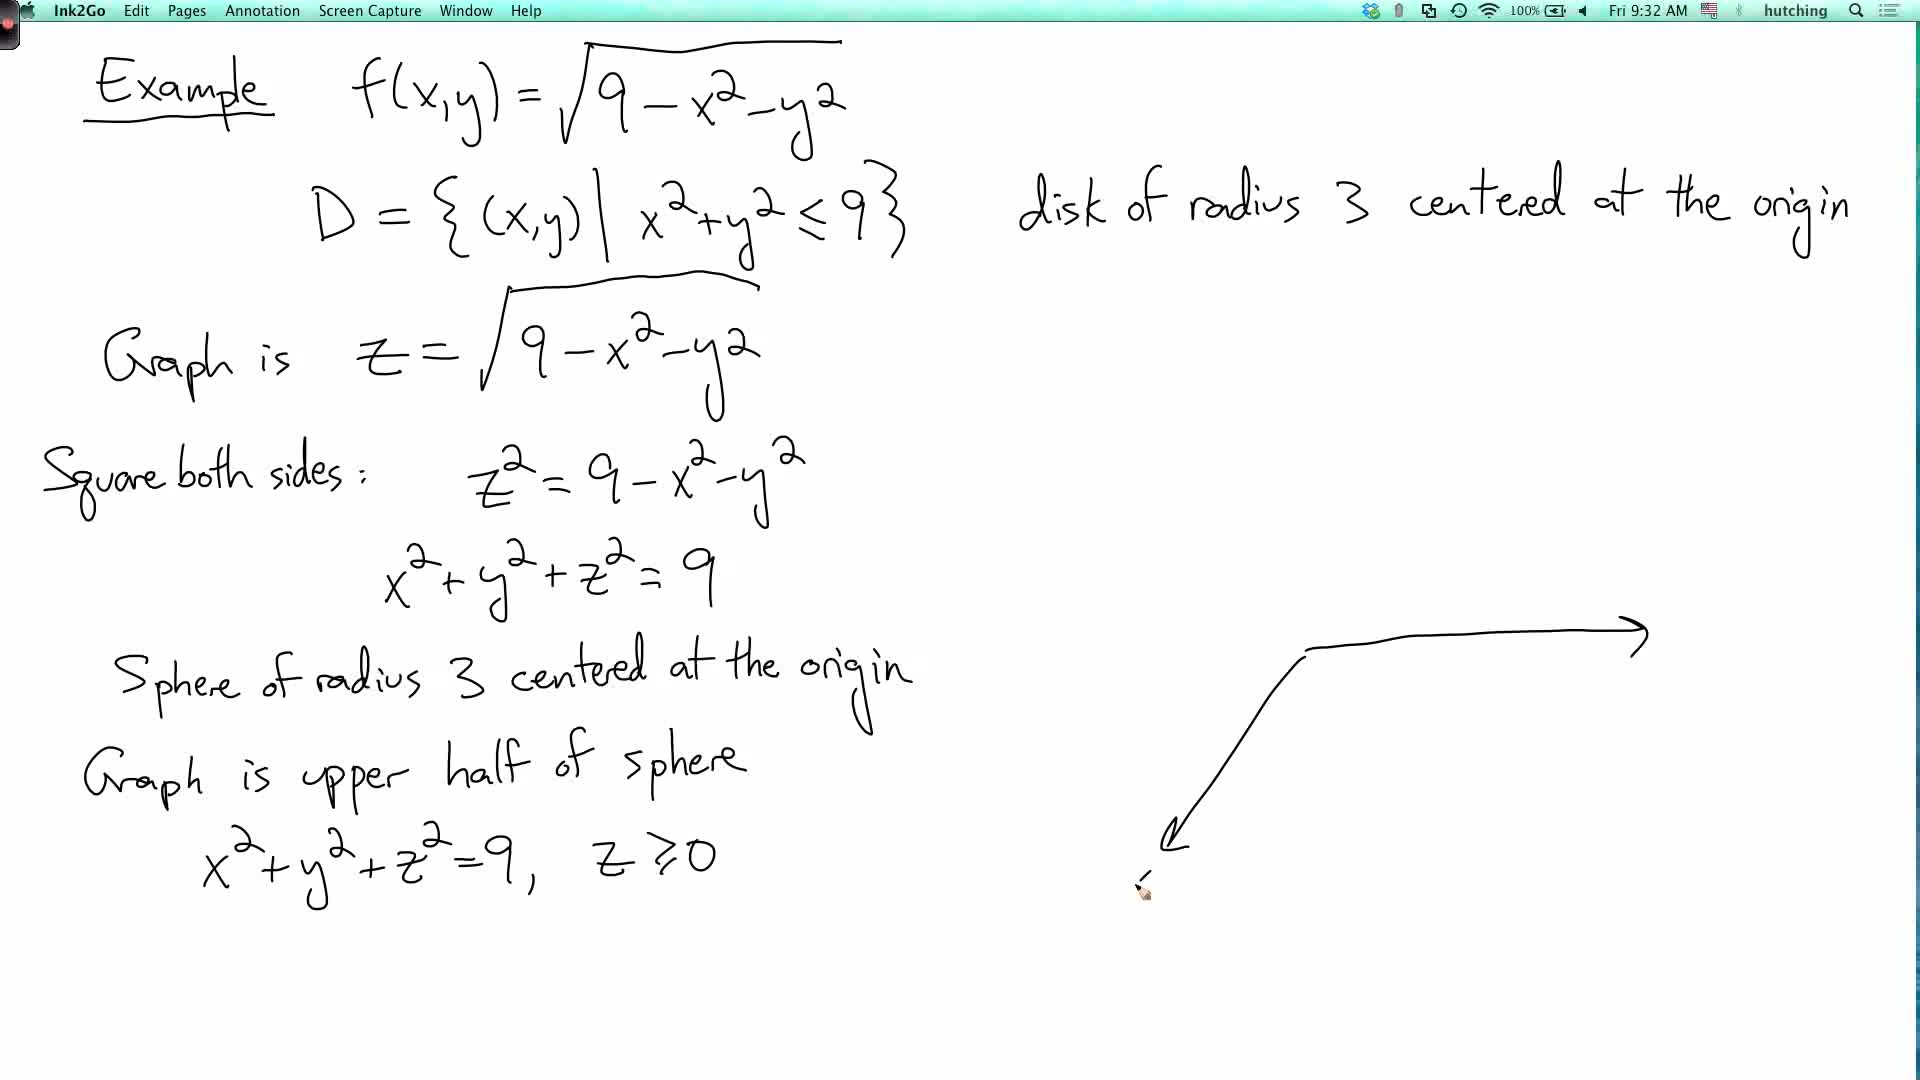 Ink2Go Edit Pages Annotation Screen Capture Window Help 100% Fri 9:32 AM hutching
Example f(x,y) = √(9 - x² - y²)
D = {(x,y) | x² + y² ≤ 9} disk of radius 3 centered at the origin
Graph is z = √(9 - x² - y²)
Square both sides: z² = 9 - x² - y²
x² + y² + z² = 9
Sphere of radius 3 centered at the origin
Graph is upper half of sphere
x² + y² + z² = 9, z ≥ 0